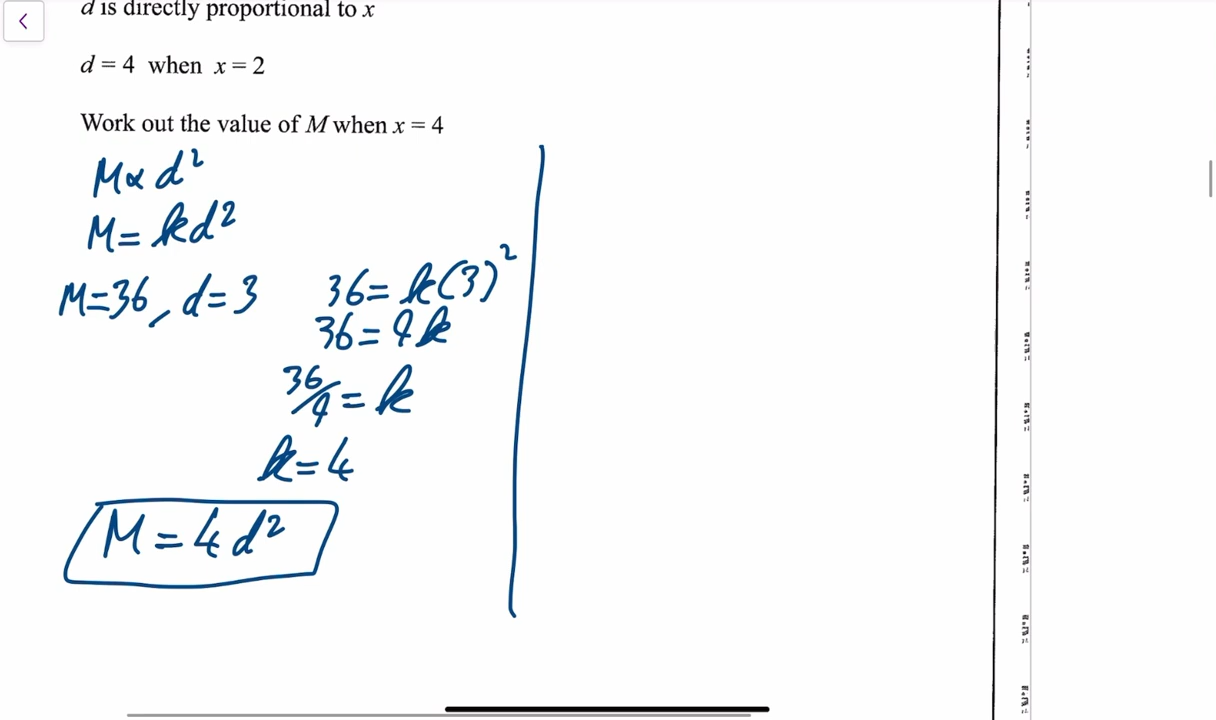 d is directly proportional to x
d = 4 when x = 2
Work out the value of M when x = 4
M ∝ d²
M = kd²
M=36, d=3
36= k(3)²
36= 9k
36/9 = k
k=4
M = 4d²